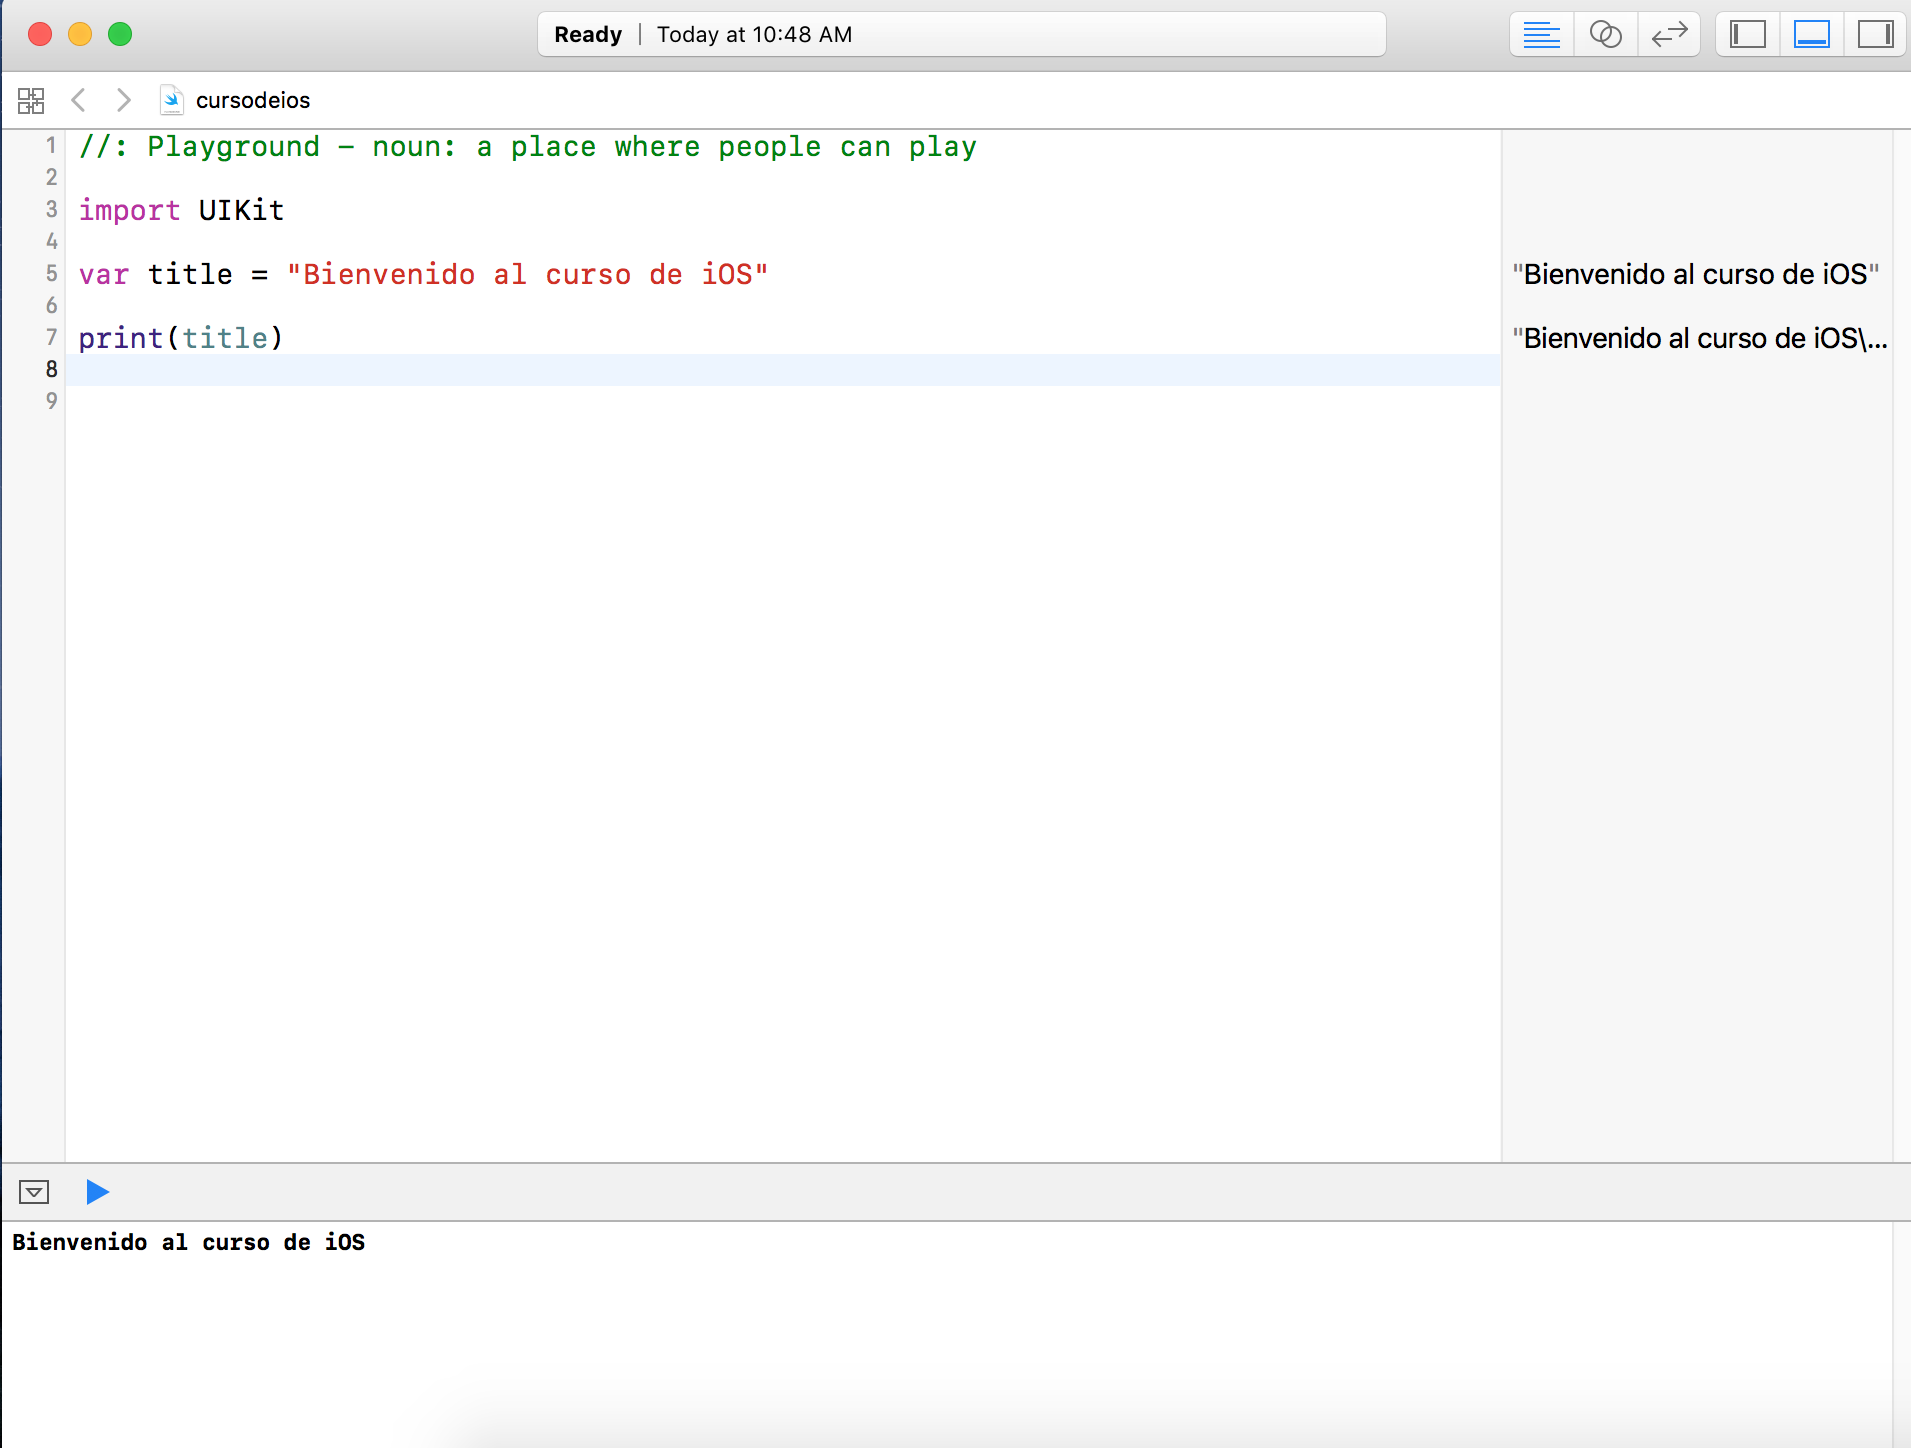 Ready | Today at 10:48 AM
cursodeios
1 //: Playground - noun: a place where people can play
2
3 import UIKit
4
5 var title = "Bienvenido al curso de iOS" "Bienvenido al curso de iOS"
6
7 print(title) "Bienvenido al curso de iOS\...
8
9
Bienvenido al curso de iOS